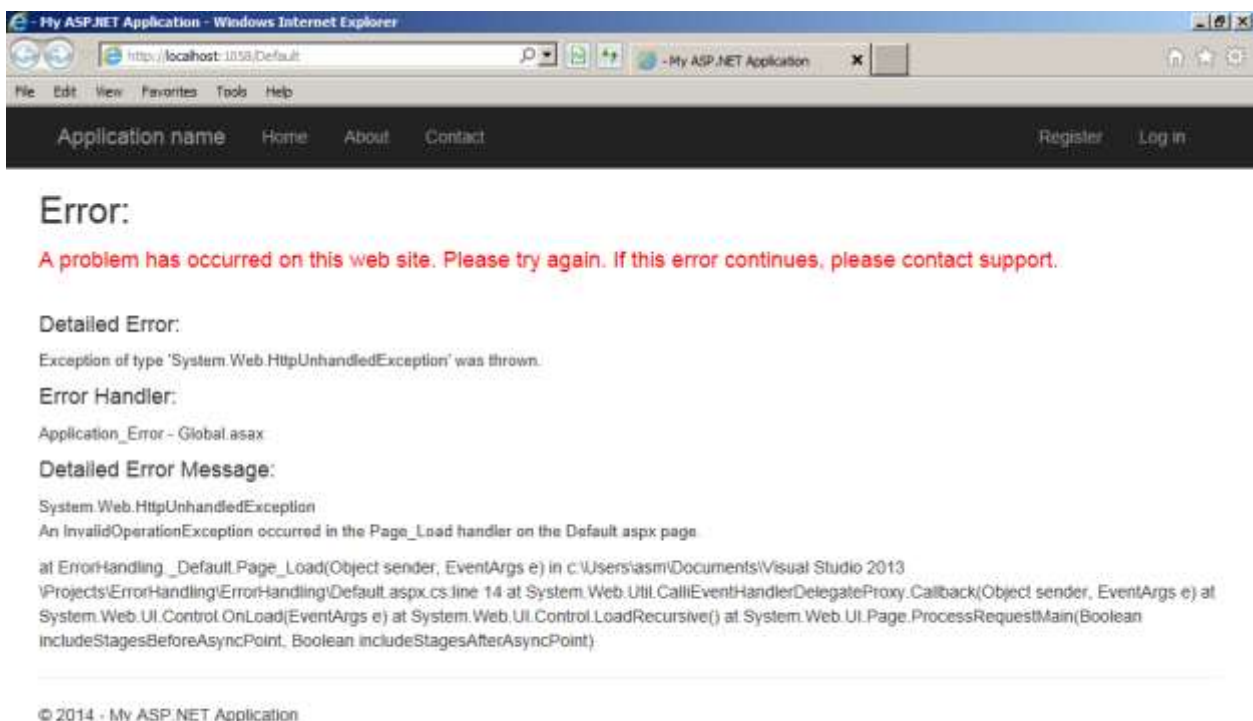 - My ASP.NET Application - Windows Internet Explorer
http://localhost:1058/Default
- My ASP.NET Application
File Edit View Favorites Tools Help
Application name Home About Contact Register Log in
Error:
A problem has occurred on this web site. Please try again. If this error continues, please contact support.
Detailed Error:
Exception of type 'System.Web.HttpUnhandledException' was thrown.
Error Handler:
Application_Error - Global.asax
Detailed Error Message:
System.Web.HttpUnhandledException
An InvalidOperationException occurred in the Page_Load handler on the Default.aspx page.
at ErrorHandling._Default.Page_Load(Object sender, EventArgs e) in c:\Users\asm\Documents\Visual Studio 2013
\Projects\ErrorHandling\ErrorHandling\Default.aspx.cs:line 14 at System.Web.Util.CalliEventHandlerDelegateProxy.Callback(Object sender, EventArgs e) at
System.Web.UI.Control.OnLoad(EventArgs e) at System.Web.UI.Control.LoadRecursive() at System.Web.UI.Page.ProcessRequestMain(Boolean
includeStagesBeforeAsyncPoint, Boolean includeStagesAfterAsyncPoint)
© 2014 - My ASP.NET Application